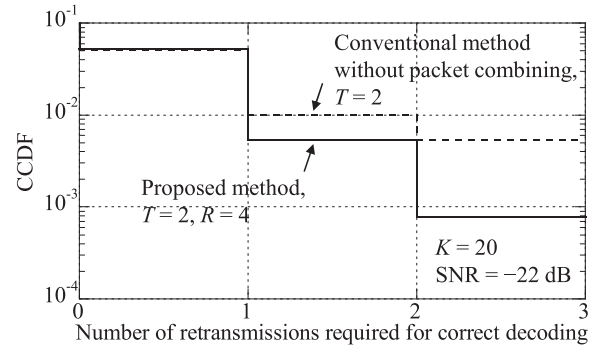 10^-1
10^-2
10^-3
10^-4
CCDF
Conventional method
without packet combining,
T = 2
Proposed method,
T = 2, R = 4
K = 20
SNR = −22 dB
0 1 2 3
Number of retransmissions required for correct decoding